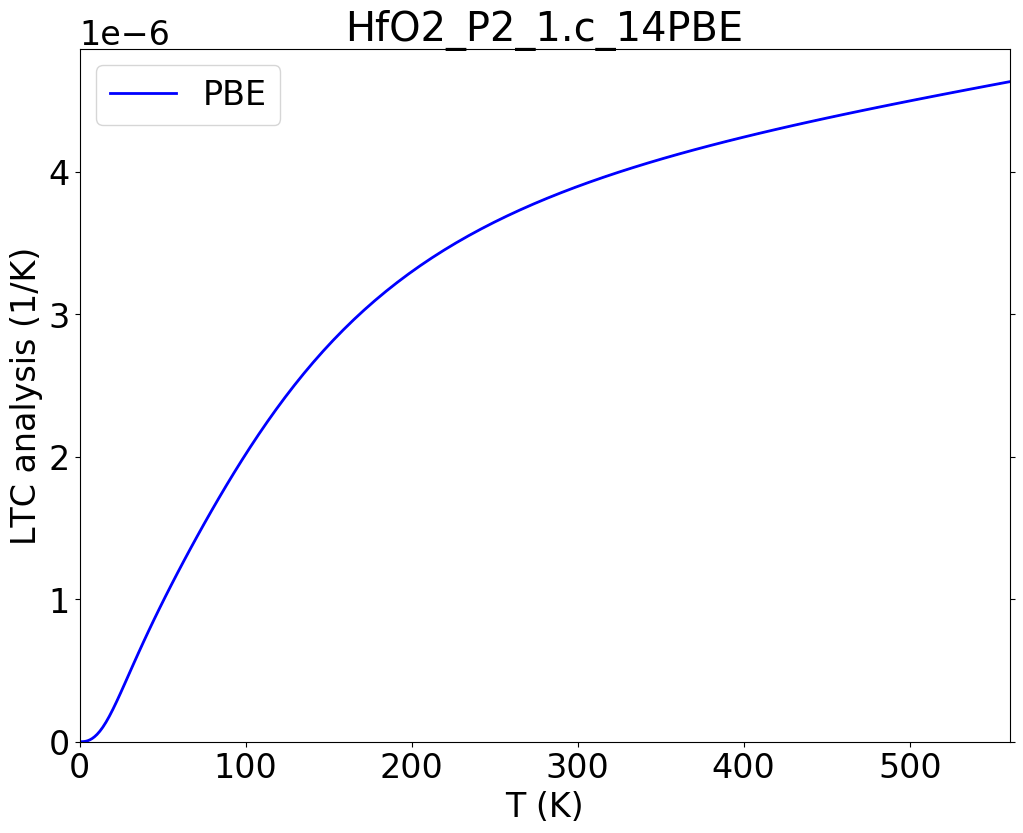 HfO2_P2_1.c_14PBE
1e−6
PBE
LTC analysis (1/K)
4
3
2
1
0
0 100 200 300 400 500
T (K)